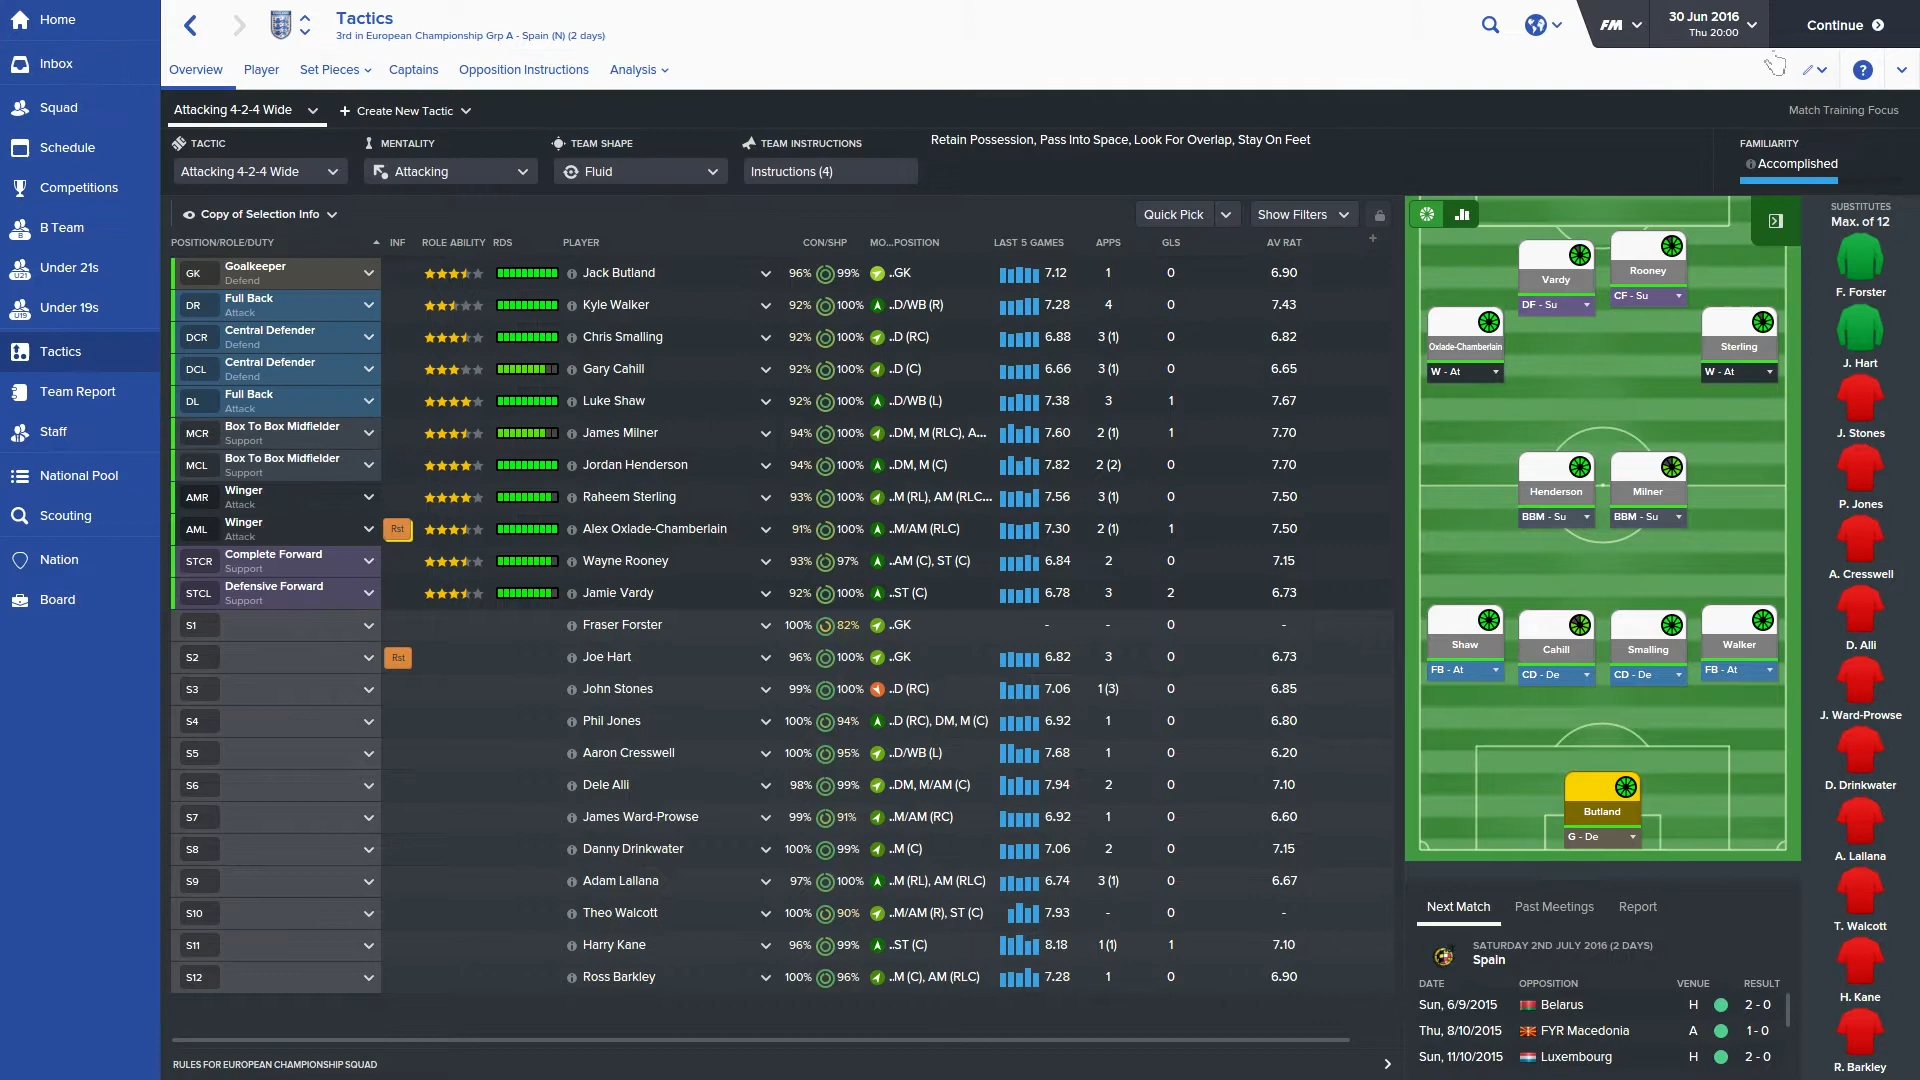 Home
Inbox
Squad
Schedule
Competitions
B Team
U21
Under 21s
U19
Under 19s
Tactics
Team Report
Staff
National Pool
Scouting
Nation
Board
Tactics
3rd in European Championship Grp A - Spain (N) (2 days)
FM
30 Jun 2016
Thu 20:00
Continue
Overview Player Set Pieces Captains Opposition Instructions Analysis
?
Attacking 4-2-4 Wide + Create New Tactic
Match Training Focus
TACTIC MENTALITY TEAM SHAPE TEAM INSTRUCTIONS
Attacking 4-2-4 Wide Attacking Fluid Instructions (4)
Retain Possession, Pass Into Space, Look For Overlap, Stay On Feet
FAMILIARITY
Accomplished
Copy of Selection Info
Quick Pick Show Filters
POSITION/ROLE/DUTY INF ROLE ABILITY RDS PLAYER CON/SHP MO...POSITION LAST 5 GAMES APPS GLS AV RAT
GK Goalkeeper Defend Jack Butland 96% 99% ..GK 7.12 1 0 6.90
DR Full Back Attack Kyle Walker 92% 100% ..D/WB (R) 7.28 4 0 7.43
DCR Central Defender Defend Chris Smalling 92% 100% ..D (RC) 6.88 3 (1) 0 6.82
DCL Central Defender Defend Gary Cahill 92% 100% ..D (C) 6.66 3 (1) 0 6.65
DL Full Back Attack Luke Shaw 92% 100% ..D/WB (L) 7.38 3 1 7.67
MCR Box To Box Midfielder Support James Milner 94% 100% ..DM, M (RLC), A... 7.60 2 (1) 1 7.70
MCL Box To Box Midfielder Support Jordan Henderson 94% 100% ..DM, M (C) 7.82 2 (2) 0 7.70
AMR Winger Attack Raheem Sterling 93% 100% ..M (RL), AM (RLC... 7.56 3 (1) 0 7.50
AML Winger Attack Rst Alex Oxlade-Chamberlain 91% 100% ..M/AM (RLC) 7.30 2 (1) 1 7.50
STCR Complete Forward Support Wayne Rooney 93% 97% ..AM (C), ST (C) 6.84 2 0 7.15
STCL Defensive Forward Support Jamie Vardy 92% 100% ..ST (C) 6.78 3 2 6.73
S1 Fraser Forster 100% 82% ..GK - - 0 -
S2 Rst Joe Hart 96% 100% ..GK 6.82 3 0 6.73
S3 John Stones 99% 100% ..D (RC) 7.06 1 (3) 0 6.85
S4 Phil Jones 100% 94% ..D (RC), DM, M (C) 6.92 1 0 6.80
S5 Aaron Cresswell 100% 95% ..D/WB (L) 7.68 1 0 6.20
S6 Dele Alli 98% 99% ..DM, M/AM (C) 7.94 2 0 7.10
S7 James Ward-Prowse 99% 91% ..M/AM (RC) 6.92 1 0 6.60
S8 Danny Drinkwater 100% 99% ..M (C) 7.06 2 0 7.15
S9 Adam Lallana 97% 100% ..M (RL), AM (RLC) 6.74 3 (1) 0 6.67
S10 Theo Walcott 100% 90% ..M/AM (R), ST (C) 7.93 - 0 -
S11 Harry Kane 96% 99% ..ST (C) 8.18 1 (1) 1 7.10
S12 Ross Barkley 100% 96% ..M (C), AM (RLC) 7.28 1 0 6.90
RULES FOR EUROPEAN CHAMPIONSHIP SQUAD
Vardy
DF - Su
Rooney
CF - Su
Oxlade-Chamberlain
W - At
Sterling
W - At
Henderson
BBM - Su
Milner
BBM - Su
Shaw
FB - At
Cahill
CD - De
Smalling
CD - De
Walker
FB - At
Butland
G - De
SUBSTITUTES
Max. of 12
F. Forster
J. Hart
J. Stones
P. Jones
A. Cresswell
D. Alli
J. Ward-Prowse
D. Drinkwater
A. Lallana
T. Walcott
H. Kane
R. Barkley
Next Match Past Meetings Report
SATURDAY 2ND JULY 2016 (2 DAYS)
Spain
DATE OPPOSITION VENUE RESULT
Sun, 6/9/2015 Belarus H 2 - 0
Thu, 8/10/2015 FYR Macedonia A 1 - 0
Sun, 11/10/2015 Luxembourg H 2 - 0